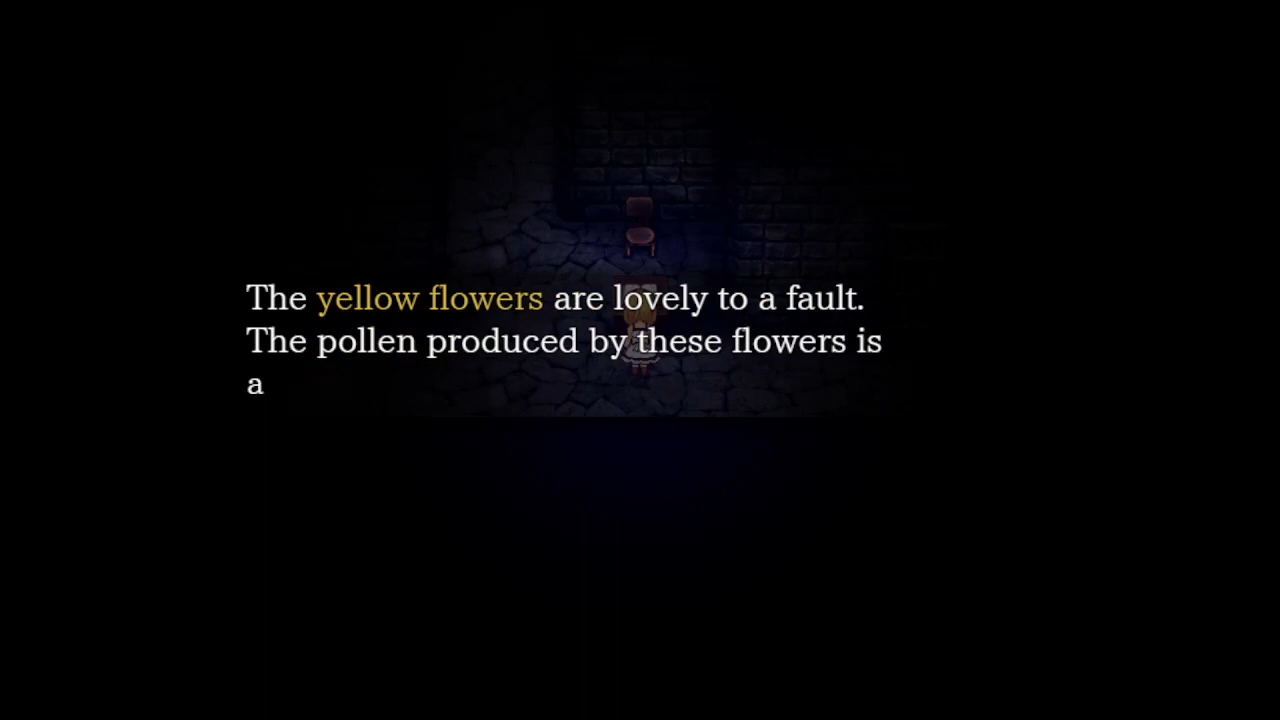 The yellow flowers are lovely to a fault.
The pollen produced by these flowers is
a